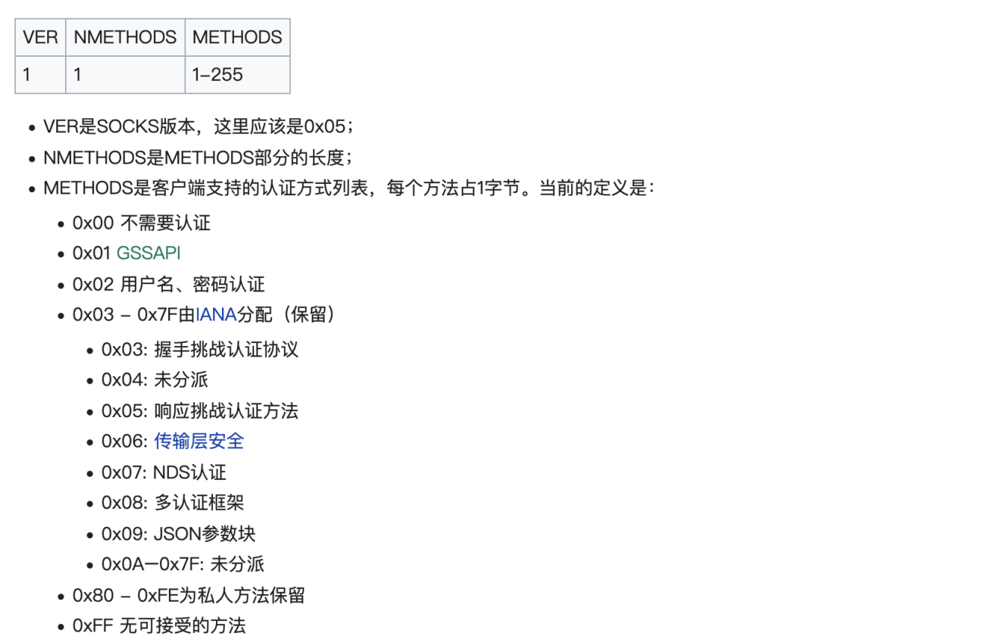 VER NMETHODS METHODS
1 1 1–255
VER是SOCKS版本，这里应该是0x05；
NMETHODS是METHODS部分的长度；
METHODS是客户端支持的认证方式列表，每个方法占1字节。当前的定义是：
0x00 不需要认证
0x01 GSSAPI
0x02 用户名、密码认证
0x03 – 0x7F由IANA分配（保留）
0x03: 握手挑战认证协议
0x04: 未分派
0x05: 响应挑战认证方法
0x06: 传输层安全
0x07: NDS认证
0x08: 多认证框架
0x09: JSON参数块
0x0A–0x7F: 未分派
0x80 – 0xFE为私人方法保留
0xFF 无可接受的方法